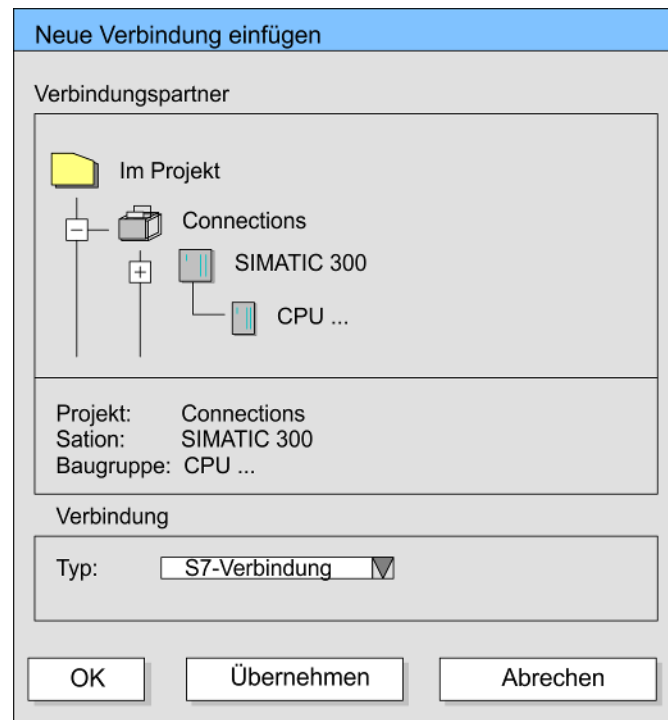 Neue Verbindung einfügen
Verbindungspartner
Im Projekt
Connections
SIMATIC 300
CPU ...
Projekt: Connections
Sation: SIMATIC 300
Baugruppe: CPU ...
Verbindung
Typ: S7-Verbindung
OK Übernehmen Abrechen